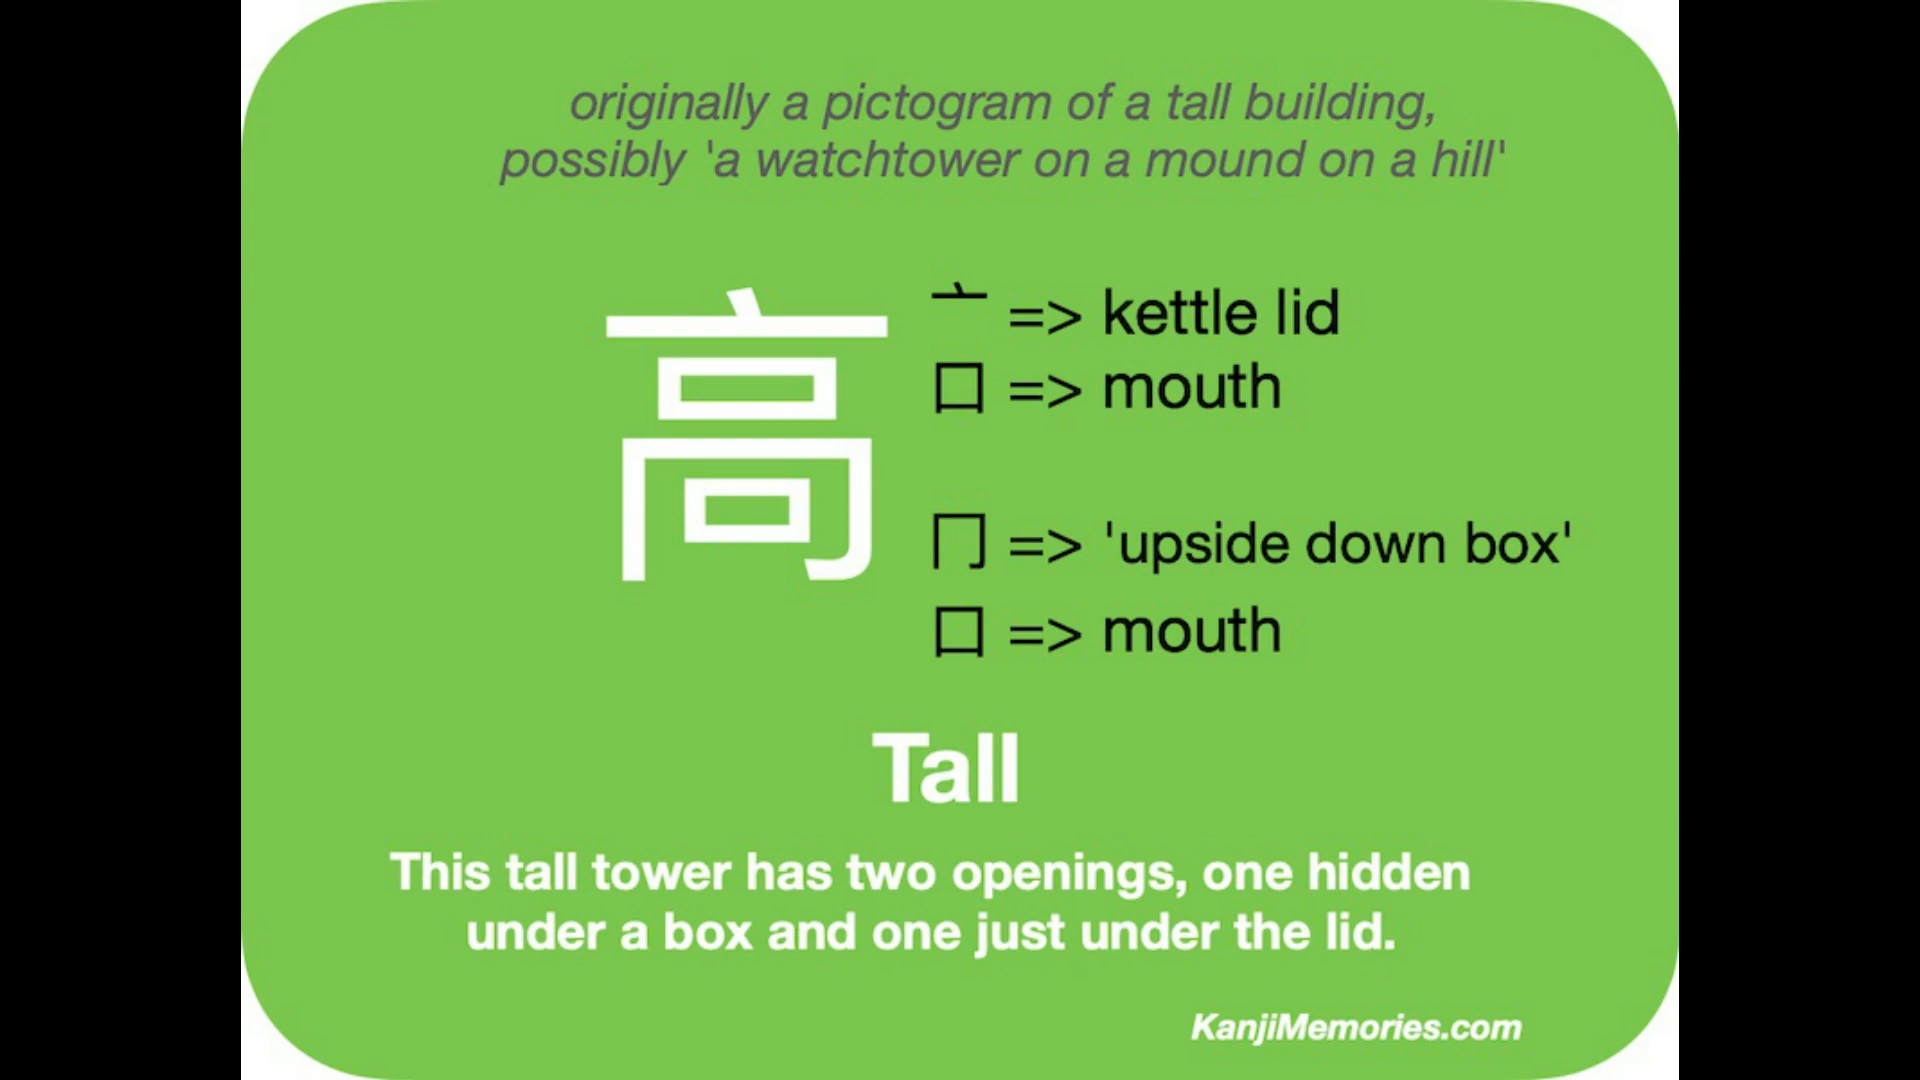 originally a pictogram of a tall building,
possibly 'a watchtower on a mound on a hill'
高
亠 => kettle lid
口 => mouth
冂 => 'upside down box'
口 => mouth
Tall
This tall tower has two openings, one hidden
under a box and one just under the lid.
KanjiMemories.com